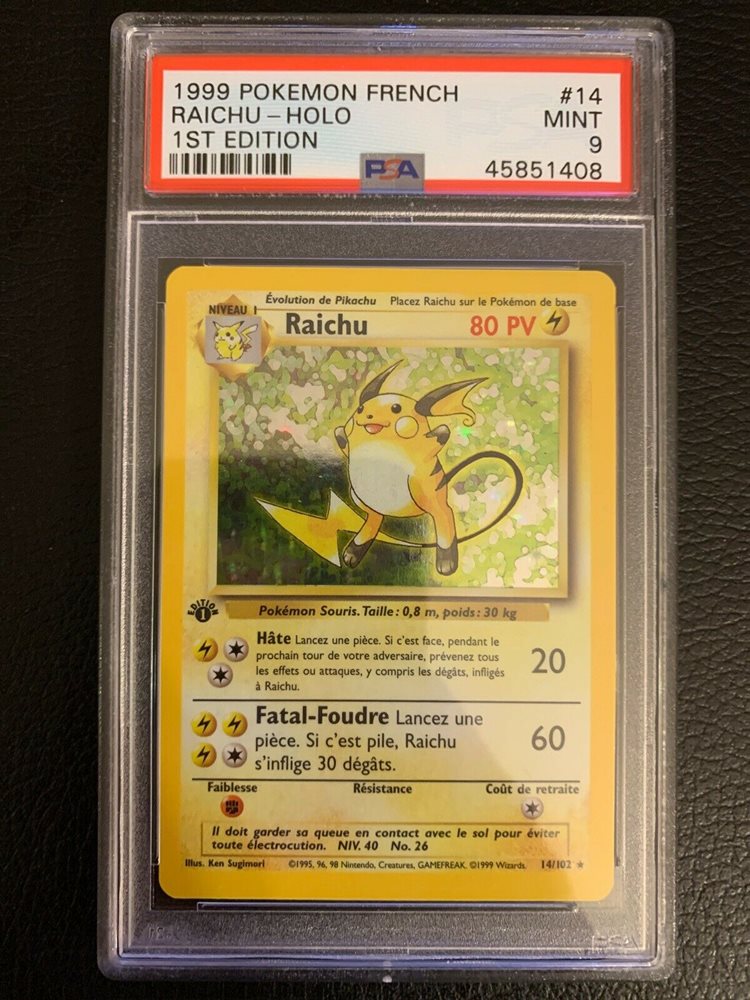 1999 POKEMON FRENCH #14
RAICHU – HOLO MINT
1ST EDITION 9
PSA 45851408
Évolution de Pikachu Placez Raichu sur le Pokémon de base
NIVEAU 1
Raichu 80 PV
EDITION 1
Pokémon Souris. Taille : 0,8 m, poids : 30 kg
Hâte Lancez une pièce. Si c'est face, pendant le
prochain tour de votre adversaire, prévenez tous
les effets ou attaques, y compris les dégâts, infligés
à Raichu.
20
Fatal-Foudre Lancez une
pièce. Si c'est pile, Raichu
s'inflige 30 dégâts.
60
Faiblesse Résistance Coût de retraite
Il doit garder sa queue en contact avec le sol pour éviter
toute électrocution. NIV. 40 No. 26
Illus. Ken Sugimori ©1995, 96, 98 Nintendo, Creatures, GAMEFREAK. ©1999 Wizards. 14/102 ★